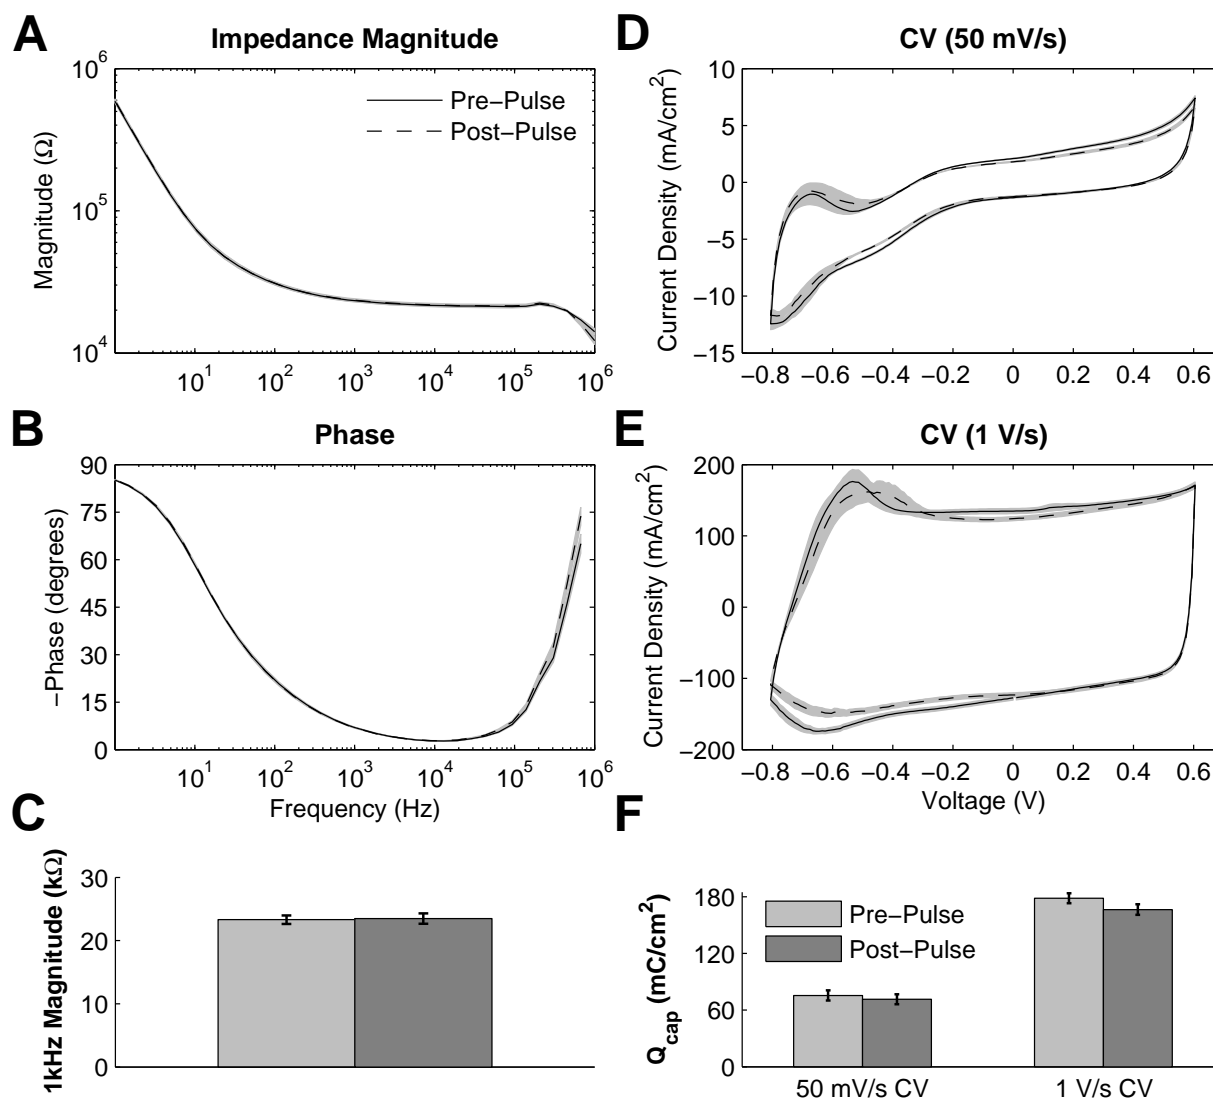 A
Impedance Magnitude
10^6
10^5
10^4
Magnitude (Ω)
Pre−Pulse
Post−Pulse
10^1 10^2 10^3 10^4 10^5 10^6
B
Phase
90
75
60
45
30
15
0
-Phase (degrees)
10^1 10^2 10^3 10^4 10^5 10^6
Frequency (Hz)
C
30
20
10
0
1kHz Magnitude (kΩ)
D
CV (50 mV/s)
10
5
0
−5
−10
−15
Current Density (mA/cm^2)
−0.8 −0.6 −0.4 −0.2 0 0.2 0.4 0.6
E
CV (1 V/s)
200
100
0
−100
−200
Current Density (mA/cm^2)
−0.8 −0.6 −0.4 −0.2 0 0.2 0.4 0.6
Voltage (V)
F
180
120
60
0
Q_cap (mC/cm^2)
Pre−Pulse
Post−Pulse
50 mV/s CV 1 V/s CV